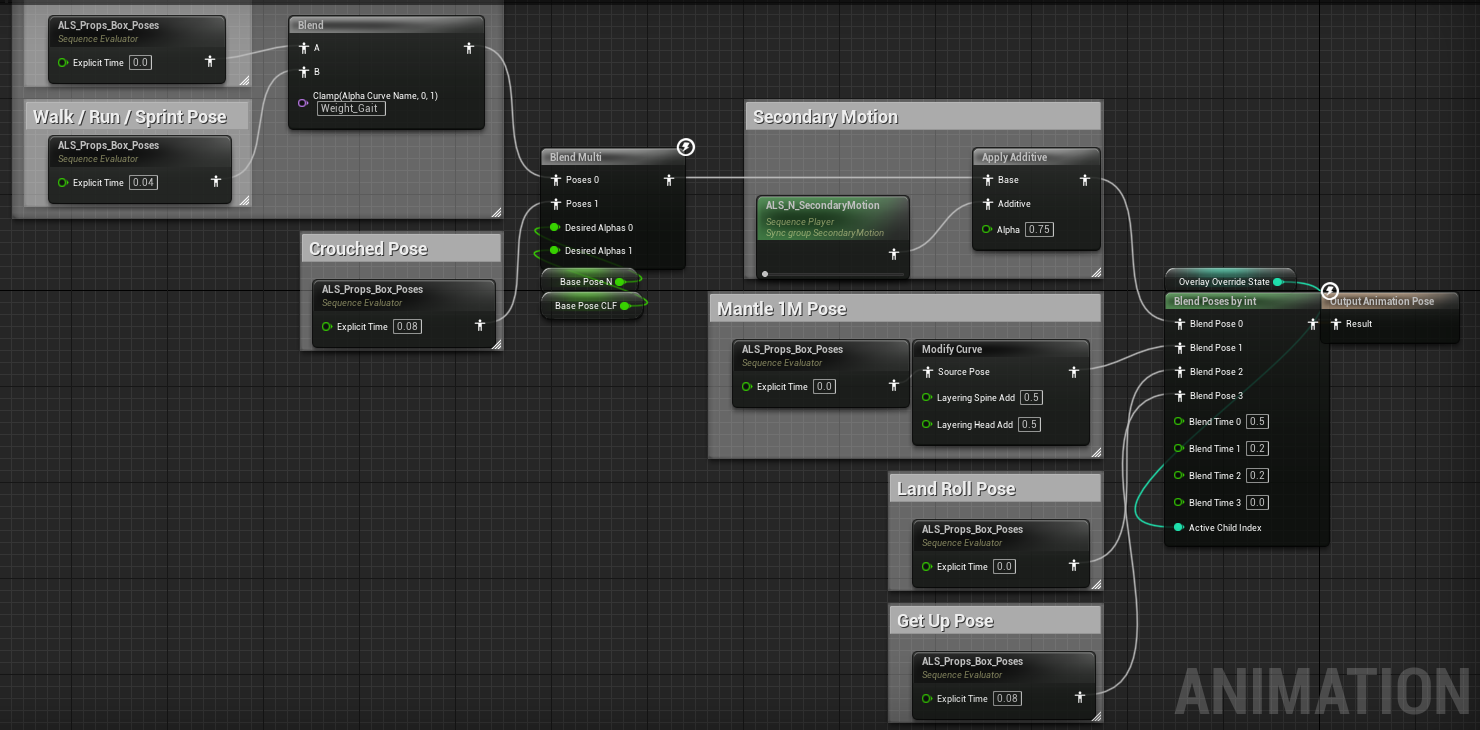 ALS_Props_Box_Poses
Sequence Evaluator
Explicit Time 0.0
Blend
A
B
Clamp(Alpha Curve Name, 0, 1)
Weight_Gait
Walk / Run / Sprint Pose
ALS_Props_Box_Poses
Sequence Evaluator
Explicit Time 0.04
Crouched Pose
ALS_Props_Box_Poses
Sequence Evaluator
Explicit Time 0.08
Blend Multi
Poses 0
Poses 1
Desired Alphas 0
Desired Alphas 1
Base Pose N
Base Pose CLF
Secondary Motion
ALS_N_SecondaryMotion
Sequence Player
Sync group SecondaryMotion
Apply Additive
Base
Additive
Alpha 0.75
Mantle 1M Pose
ALS_Props_Box_Poses
Sequence Evaluator
Explicit Time 0.0
Modify Curve
Source Pose
Layering Spine Add 0.5
Layering Head Add 0.5
Land Roll Pose
ALS_Props_Box_Poses
Sequence Evaluator
Explicit Time 0.0
Get Up Pose
ALS_Props_Box_Poses
Sequence Evaluator
Explicit Time 0.08
Overlay Override State
Blend Poses by int
Blend Pose 0
Blend Pose 1
Blend Pose 2
Blend Pose 3
Blend Time 0 0.5
Blend Time 1 0.2
Blend Time 2 0.2
Blend Time 3 0.0
Active Child Index
Output Animation Pose
Result
ANIMATION